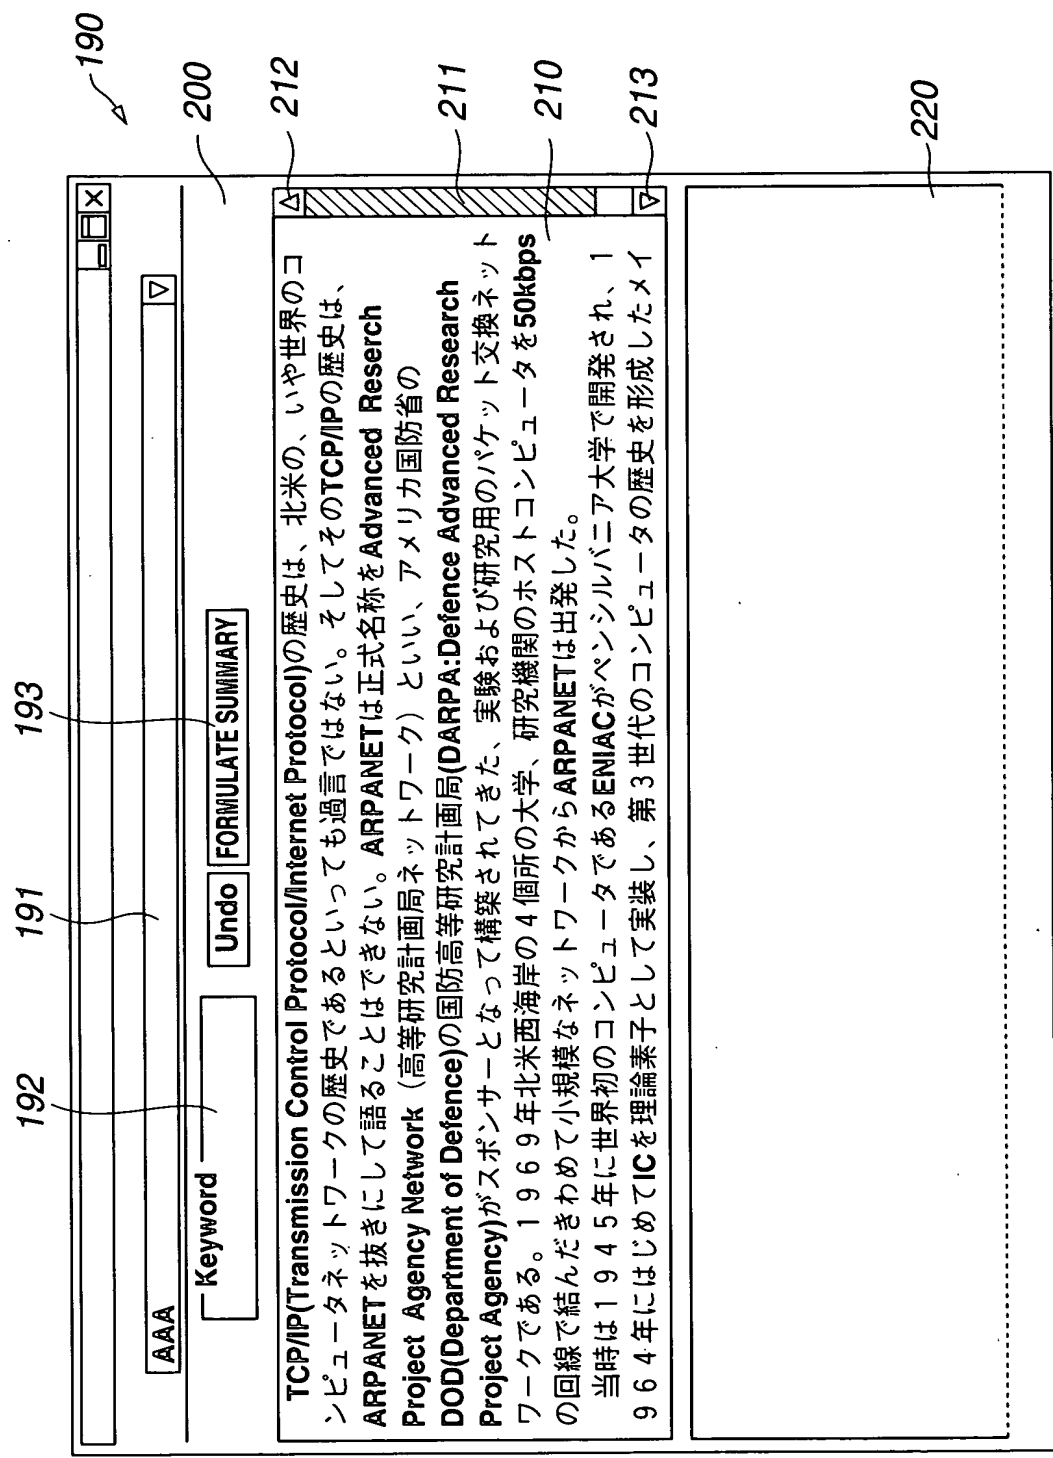 190
AAA
191
192
193
200
Keyword
Undo
FORMULATE SUMMARY
TCP/IP(Transmission Control Protocol/Internet Protocol)の歴史は、北米の、いや世界のコ
ンピュータネットワークの歴史であるといっても過言ではない。そしてそのTCP/IPの歴史は、
ARPANETを抜きにして語ることはできない。ARPANETは正式名称をAdvanced Reserch
Project Agency Network（高等研究計画局ネットワーク）といい、アメリカ国防省の
DOD(Department of Defence)の国防高等研究計画局(DARPA:Defence Advanced Research
Project Agency)がスポンサーとなって構築されてきた、実験および研究用のパケット交換ネット
ワークである。１９６９年北米西海岸の４個所の大学、研究機関のホストコンピュータを50kbps
の回線で結んだきわめて小規模なネットワークからARPANETは出発した。
当時は１９４５年に世界初のコンピュータであるENIACがペンシルバニア大学で開発され、１
９６４年にはじめてICを理論素子として実装し、第３世代のコンピュータの歴史を形成したメイ
212
211
210
213
220